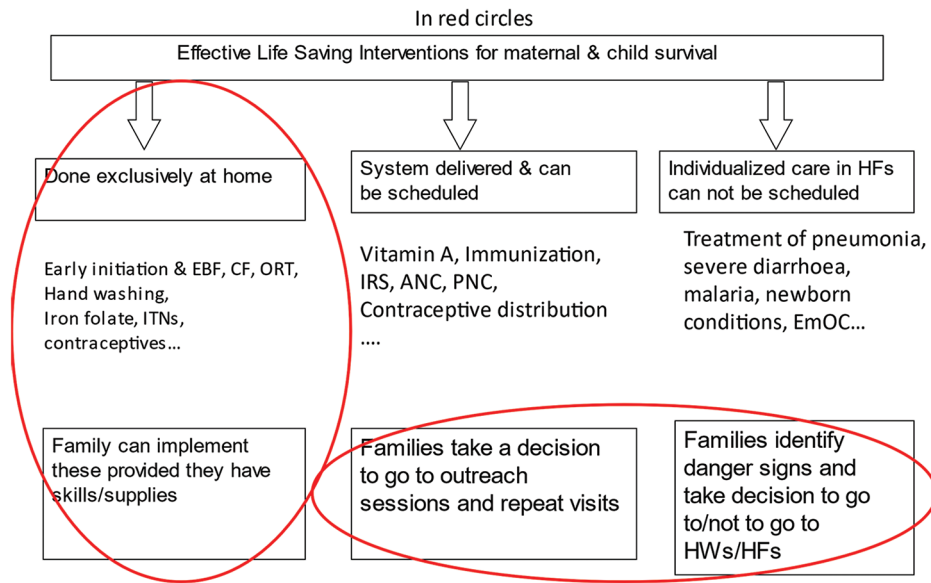 In red circles
Effective Life Saving Interventions for maternal & child survival
Done exclusively at home
System delivered & can
be scheduled
Individualized care in HFs
can not be scheduled
Early initiation & EBF, CF, ORT,
Hand washing,
Iron folate, ITNs,
contraceptives...
Vitamin A, Immunization,
IRS, ANC, PNC,
Contraceptive distribution
....
Treatment of pneumonia,
severe diarrhoea,
malaria, newborn
conditions, EmOC...
Family can implement
these provided they have
skills/supplies
Families take a decision
to go to outreach
sessions and repeat visits
Families identify
danger signs and
take decision to go
to/not to go to
HWs/HFs